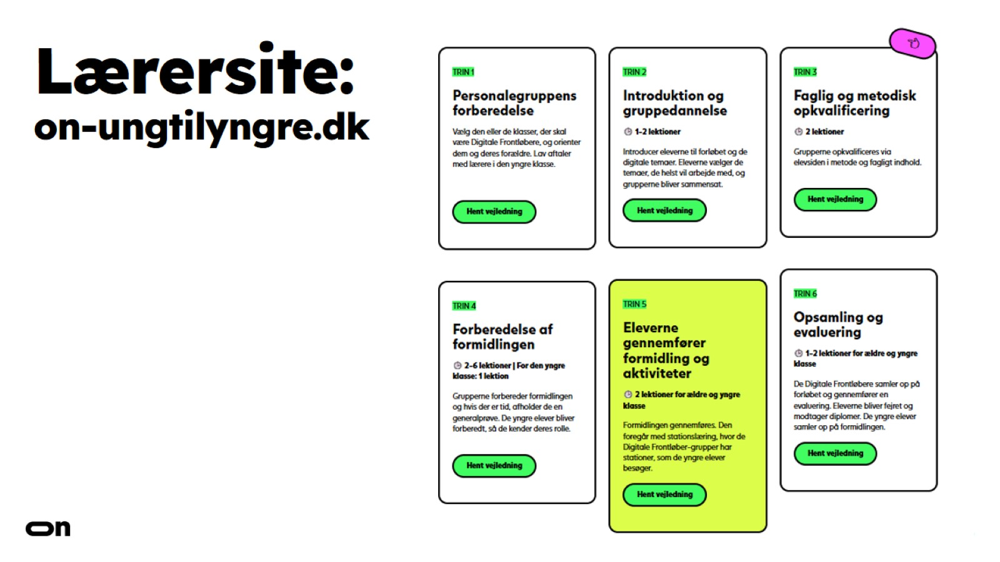 Lærersite:
on-ungtilyngre.dk
TRIN 1
Personalegruppens
forberedelse
Vælg den eller de klasser, der skal
være Digitale Frontløbere, og orienter
dem og deres forældre. Lav aftaler
med lærere i den yngre klasse.
Hent vejledning
TRIN 2
Introduktion og
gruppedannelse
1-2 lektioner
Introducer eleverne til forløbet og de
digitale temaer. Eleverne vælger de
temaer, de helst vil arbejde med, og
grupperne bliver sammensat.
Hent vejledning
TRIN 3
Faglig og metodisk
opkvalificering
2 lektioner
Grupperne opkvalificeres via
elevsiden i metode og fagligt indhold.
Hent vejledning
TRIN 4
Forberedelse af
formidlingen
2-6 lektioner | For den yngre
klasse: 1 lektion
Grupperne forbereder formidlingen
og hvis der er tid, afholder de en
generalprøve. De yngre elever bliver
forberedt, så de kender deres rolle.
Hent vejledning
TRIN 5
Eleverne
gennemfører
formidling og
aktiviteter
2 lektioner for ældre og yngre
klasse
Formidlingen gennemføres. Den
foregår med stationslæring, hvor de
Digitale Frontløber-grupper har
stationer, som de yngre elever
besøger.
Hent vejledning
TRIN 6
Opsamling og
evaluering
1-2 lektioner for ældre og yngre
klasse
De Digitale Frontløbere samler op på
forløbet og gennemfører en
evaluering. Eleverne bliver fejret og
modtager diplomer. De yngre elever
samler op på formidlingen.
Hent vejledning
on